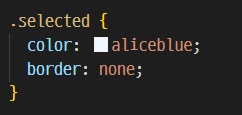 .selected {
  color: aliceblue;
  border: none;
}